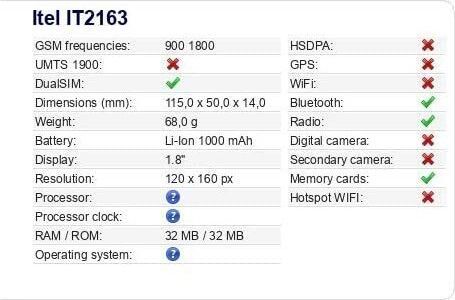 Itel IT2163
GSM frequencies: 900 1800
UMTS 1900:
DualSIM:
Dimensions (mm): 115,0 x 50,0 x 14,0
Weight: 68,0 g
Battery: Li-Ion 1000 mAh
Display: 1.8"
Resolution: 120 x 160 px
Processor: ?
Processor clock: ?
RAM / ROM: 32 MB / 32 MB
Operating system: ?
HSDPA:
GPS:
WiFi:
Bluetooth:
Radio:
Digital camera:
Secondary camera:
Memory cards:
Hotspot WIFI: